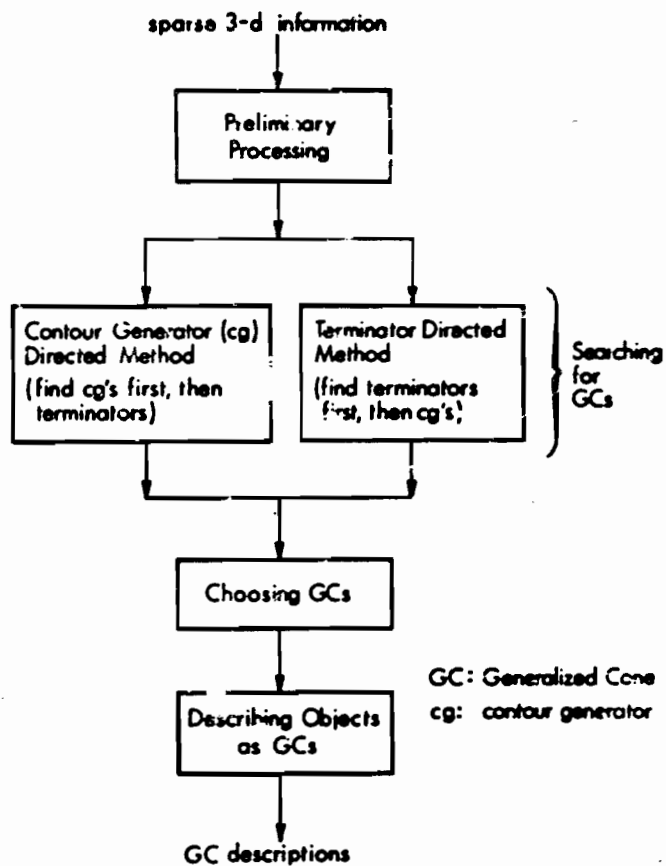 sparse 3-d information
Preliminary
Processing
Contour Generator (cg)
Directed Method
(find cg's first, then
terminators)
Terminator Directed
Method
(find terminators
first, then cg's)
Searching
for
GCs
Choosing GCs
Describing Objects
as GCs
GC: Generalized Cone
cg: contour generator
GC descriptions